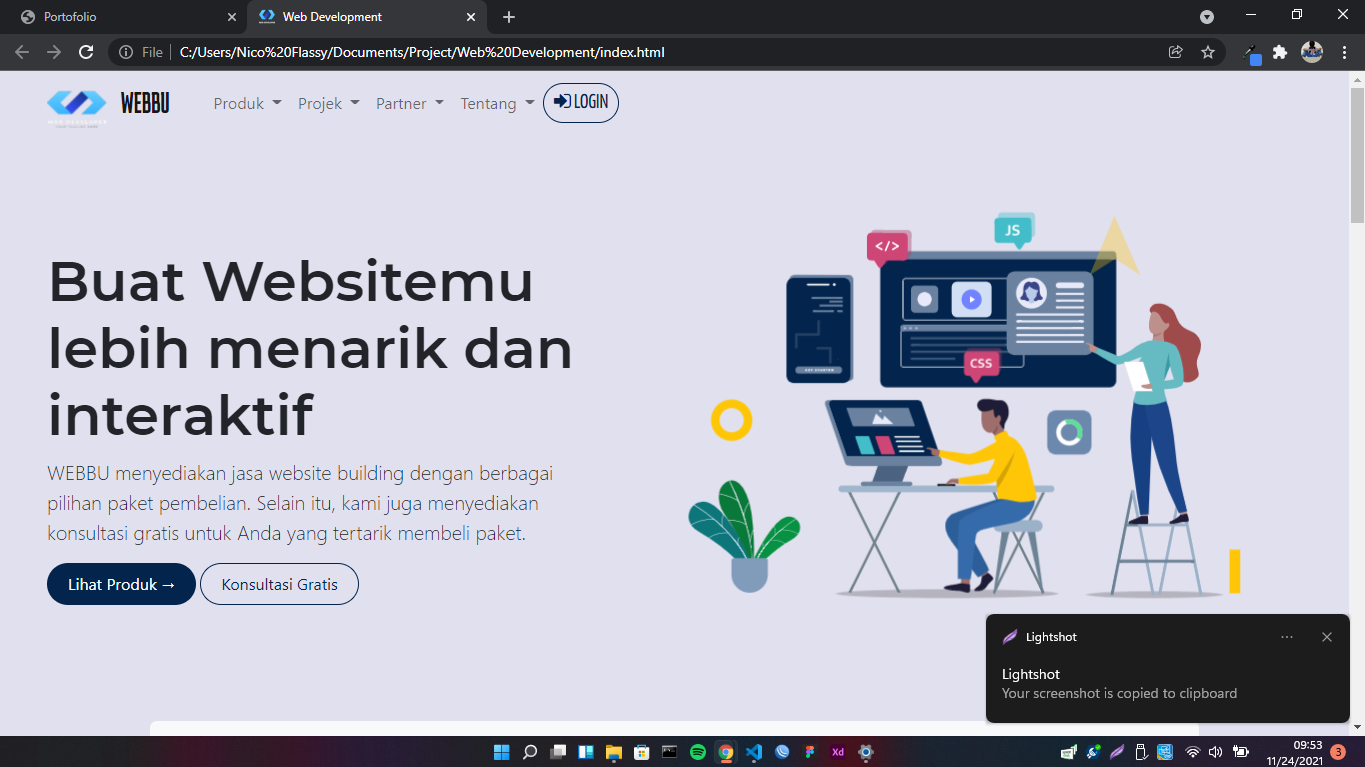 Portofolio
Web Development
File
C:/Users/Nico%20Flassy/Documents/Project/Web%20Development/index.html
WEBBU
Produk
Projek
Partner
Tentang
LOGIN
Buat Websitemu
lebih menarik dan
interaktif
WEBBU menyediakan jasa website building dengan berbagai
pilihan paket pembelian. Selain itu, kami juga menyediakan
konsultasi gratis untuk Anda yang tertarik membeli paket.
Lihat Produk →
Konsultasi Gratis
</>
JS
CSS
Lightshot
Lightshot
Your screenshot is copied to clipboard
Xd
09:53
11/24/2021
3